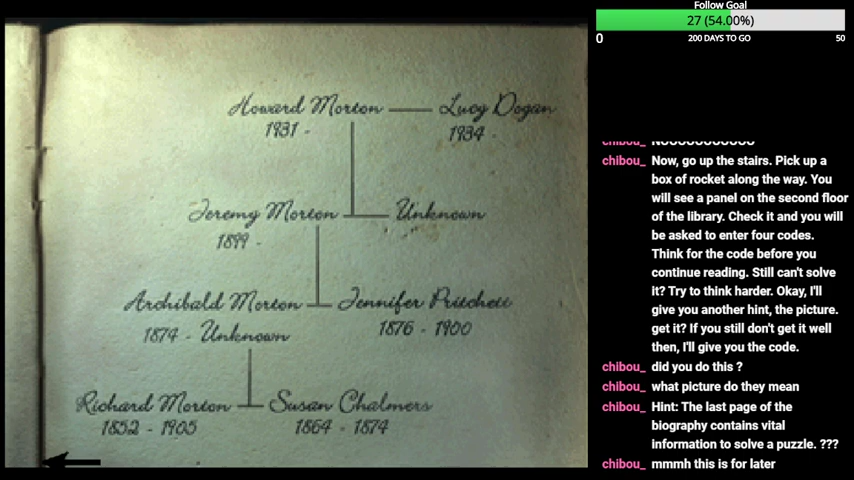 Follow Goal
27 (54.00%)
0 200 DAYS TO GO 50
Howard Morton Lucy Dogan
1931 - 1934 -
Jeremy Morton Unknown
1899 -
Archibald Morton Jennifer Pritchett
1874 - Unknown 1876 - 1900
Richard Morton Susan Chalmers
1852 - 1905 1864 - 1874
chibou_
chibou_ Now, go up the stairs. Pick up a
box of rocket along the way. You
will see a panel on the second floor
of the library. Check it and you will
be asked to enter four codes.
Think for the code before you
continue reading. Still can't solve
it? Try to think harder. Okay, I'll
give you another hint, the picture.
get it? If you still don't get it well
then, I'll give you the code.
chibou_ did you do this ?
chibou_ what picture do they mean
chibou_ Hint: The last page of the
biography contains vital
information to solve a puzzle. ???
chibou_ mmmh this is for later